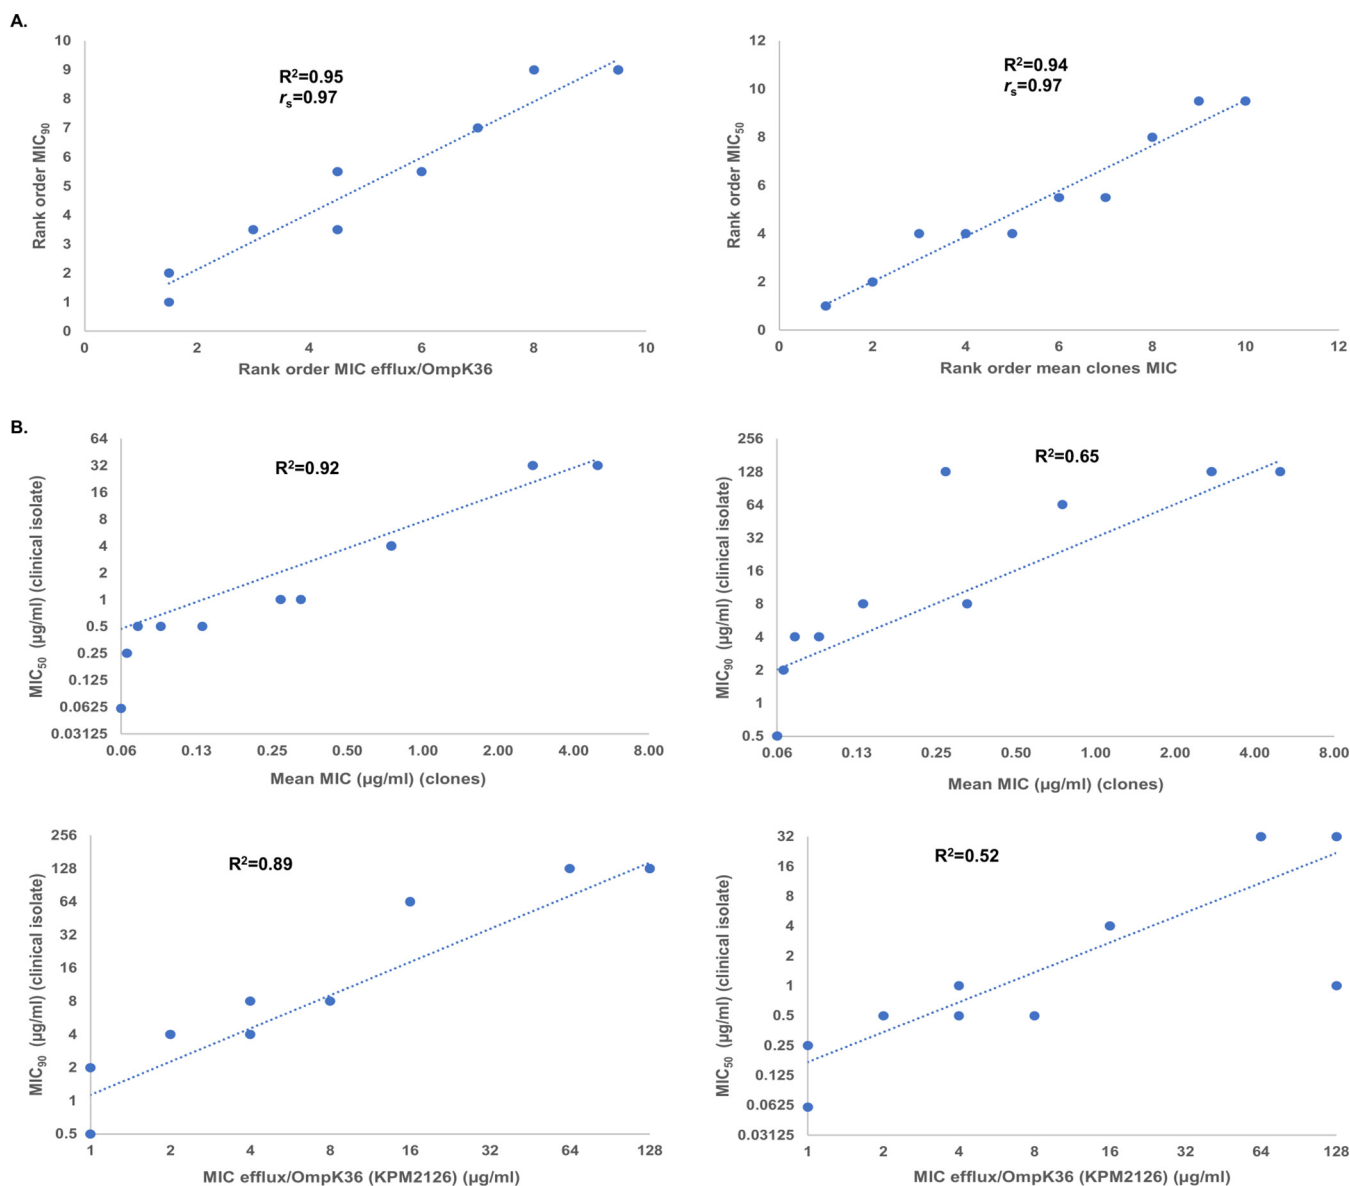 A.
R²=0.95
rₛ=0.97
Rank order MIC₉₀
10
9
8
7
6
5
4
3
2
1
0
0 2 4 6 8 10
Rank order MIC efflux/OmpK36
R²=0.94
rₛ=0.97
Rank order MIC₅₀
12
10
8
6
4
2
0
0 2 4 6 8 10 12
Rank order mean clones MIC
B.
R²=0.92
MIC₅₀ (µg/ml) (clinical isolate)
64
32
16
8
4
2
1
0.5
0.25
0.125
0.0625
0.03125
0.06 0.13 0.25 0.50 1.00 2.00 4.00 8.00
Mean MIC (µg/ml) (clones)
R²=0.65
MIC₉₀ (µg/ml) (clinical isolate)
256
128
64
32
16
8
4
2
1
0.5
0.06 0.13 0.25 0.50 1.00 2.00 4.00 8.00
Mean MIC (µg/ml) (clones)
R²=0.89
MIC₉₀ (µg/ml) (clinical isolate)
256
128
64
32
16
8
4
2
1
0.5
1 2 4 8 16 32 64 128
MIC efflux/OmpK36 (KPM2126) (µg/ml)
R²=0.52
MIC₅₀ (µg/ml) (clinical isolate)
32
16
8
4
2
1
0.5
0.25
0.125
0.0625
0.03125
1 2 4 8 16 32 64 128
MIC efflux/OmpK36 (KPM2126) (µg/ml)